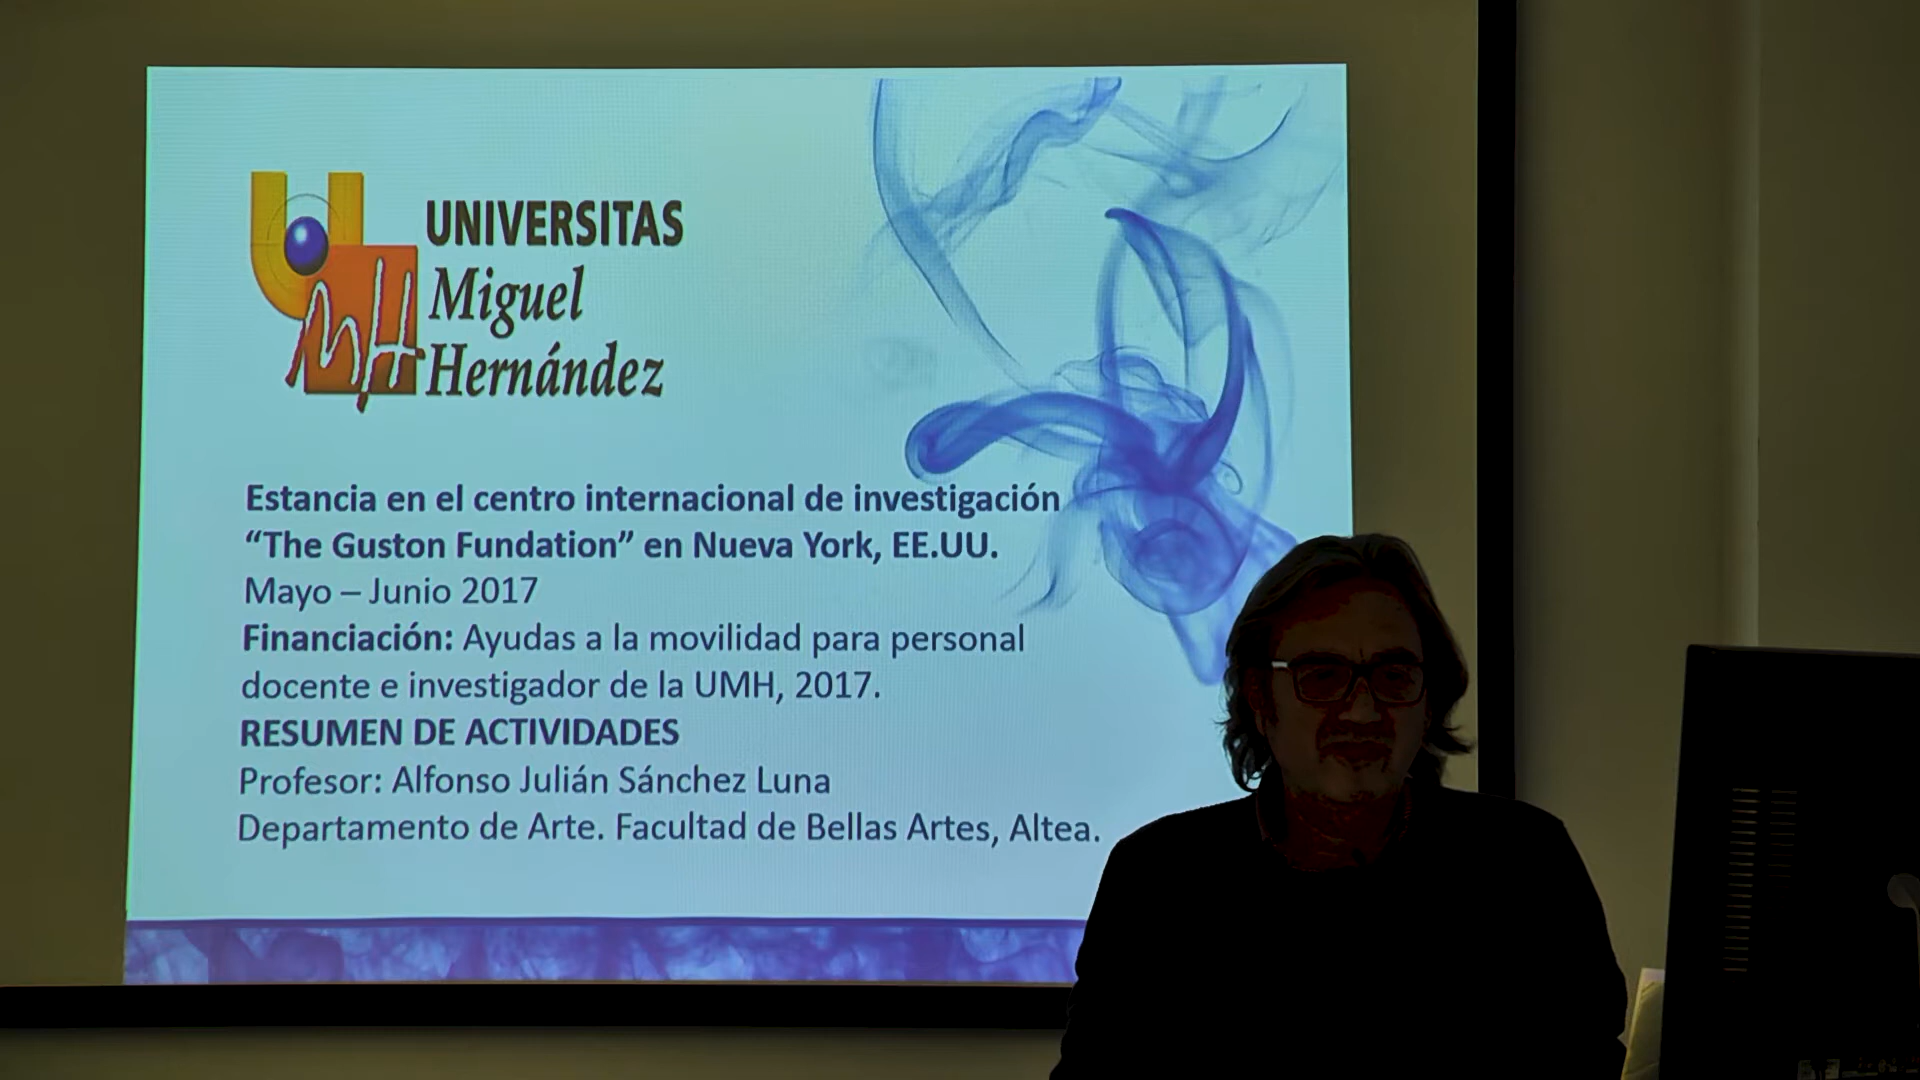 UNIVERSITAS
Miguel
Hernández
Estancia en el centro internacional de investigación
“The Guston Fundation” en Nueva York, EE.UU.
Mayo – Junio 2017
Financiación: Ayudas a la movilidad para personal
docente e investigador de la UMH, 2017.
RESUMEN DE ACTIVIDADES
Profesor: Alfonso Julián Sánchez Luna
Departamento de Arte. Facultad de Bellas Artes, Altea.